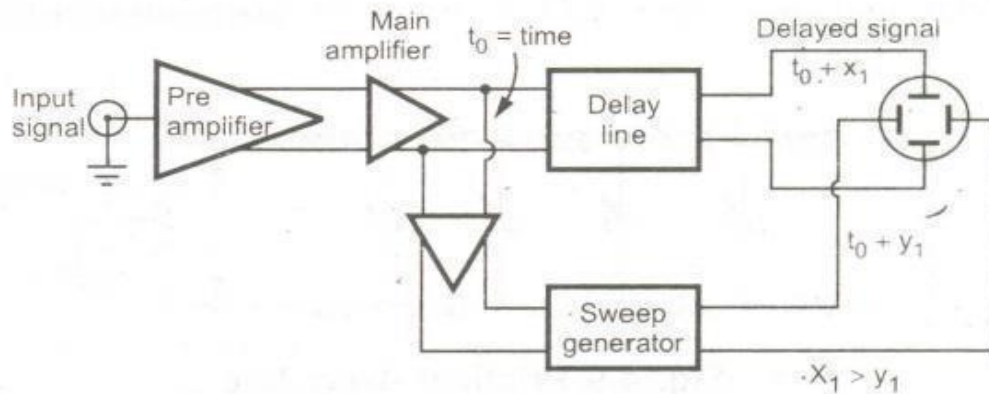 Input
signal
Pre
amplifier
Main
amplifier
t₀ = time
Delay
line
Delayed signal
t₀ + x₁
t₀ + y₁
Sweep
generator
X₁ > y₁